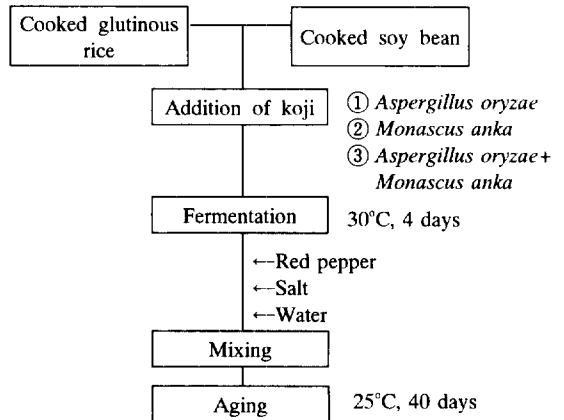 Cooked glutinous
rice
Cooked soy bean
Addition of koji
① Aspergillus oryzae
② Monascus anka
③ Aspergillus oryzae+
Monascus anka
Fermentation
30°C, 4 days
←Red pepper
←Salt
←Water
Mixing
Aging
25°C, 40 days